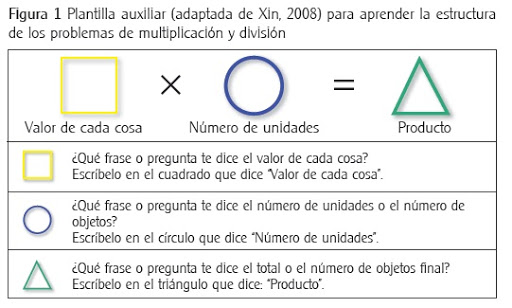 Figura 1 Plantilla auxiliar (adaptada de Xin, 2008) para aprender la estructura
de los problemas de multiplicación y división
× =
Valor de cada cosa Número de unidades Producto
¿Qué frase o pregunta te dice el valor de cada cosa?
Escríbelo en el cuadrado que dice “Valor de cada cosa”.
¿Qué frase o pregunta te dice el número de unidades o el número de
objetos?
Escríbelo en el círculo que dice “Número de unidades”.
¿Qué frase o pregunta te dice el total o el número de objetos final?
Escríbelo en el triángulo que dice: “Producto”.